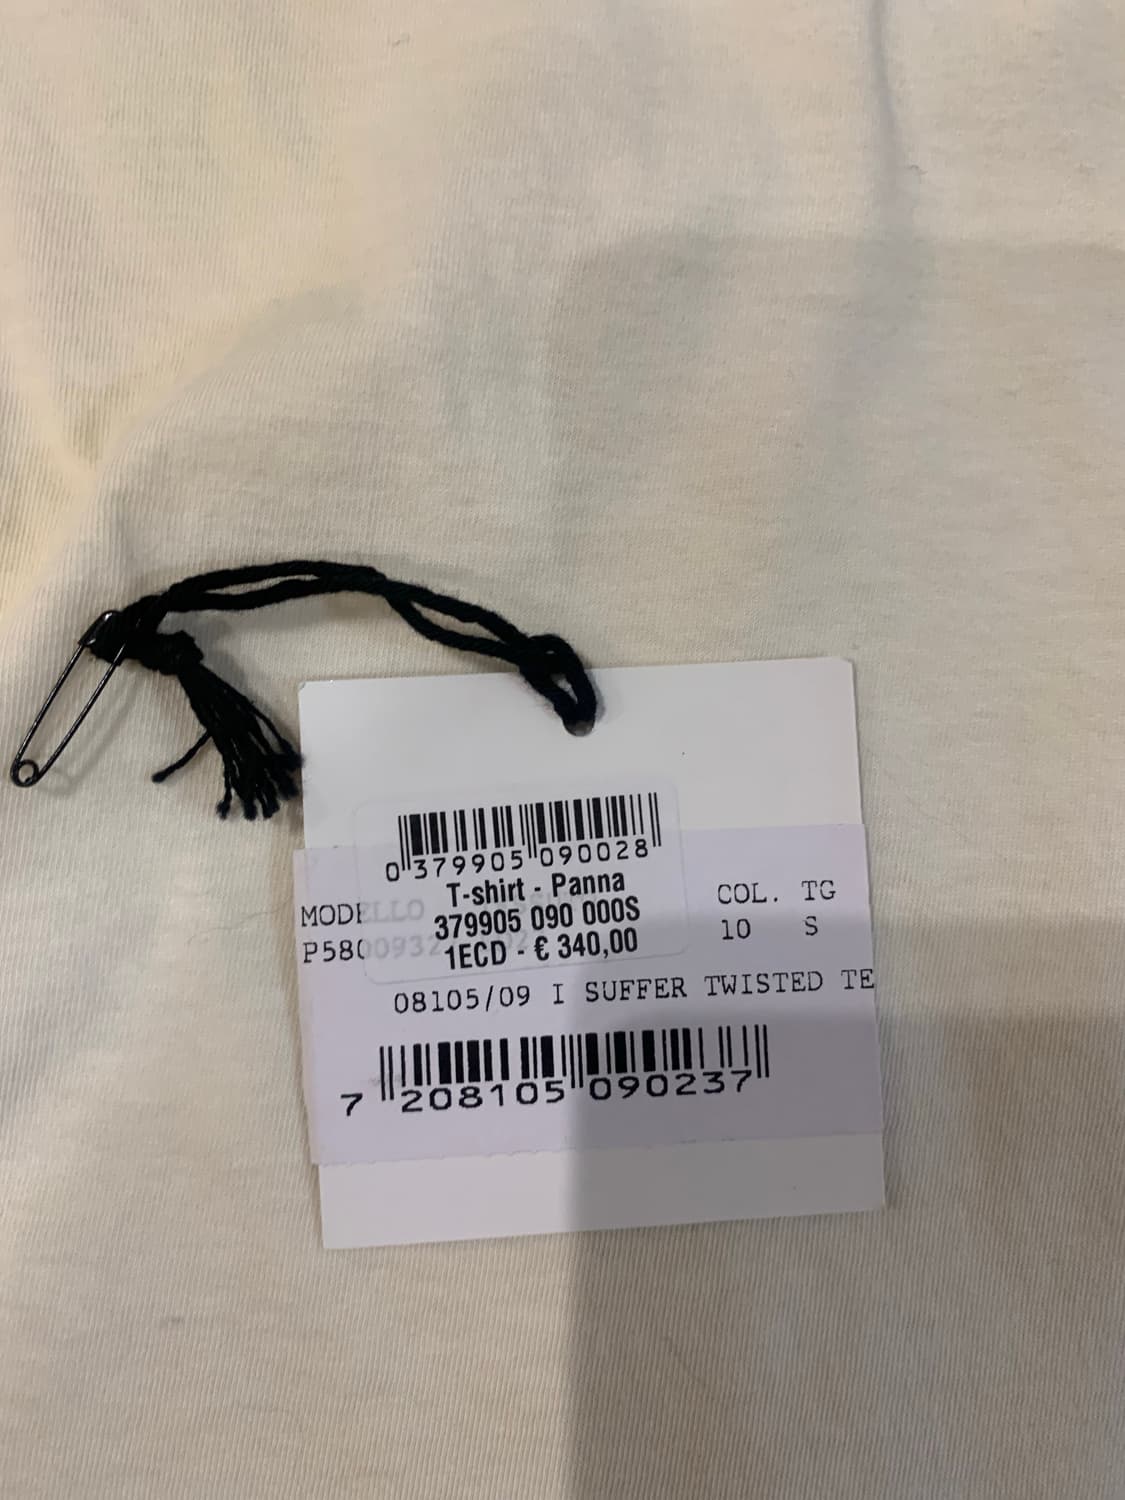 0 379905 090028
T-shirt - Panna
379905 090 000S
1ECD - € 340,00
MODELLO
COL. TG
10 S
08105/09 I SUFFER TWISTED TE
7 208105 090237